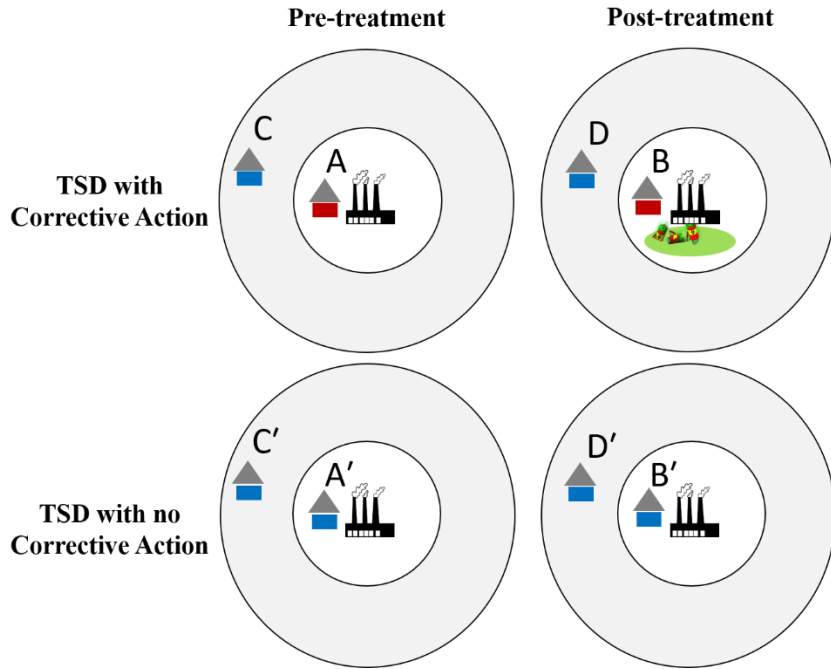 Pre-treatment
Post-treatment
TSD with
Corrective Action
C
A
D
B
TSD with no
Corrective Action
C′
A′
D′
B′